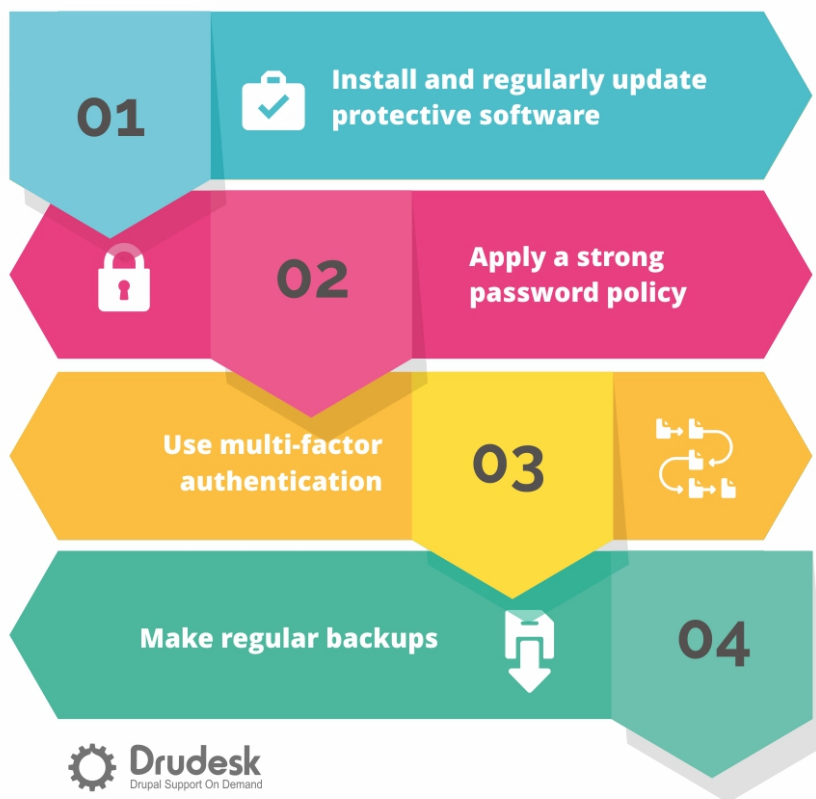 01
Install and regularly update
protective software
02
Apply a strong
password policy
Use multi-factor
authentication
03
Make regular backups
04
Drudesk
Drupal Support On Demand